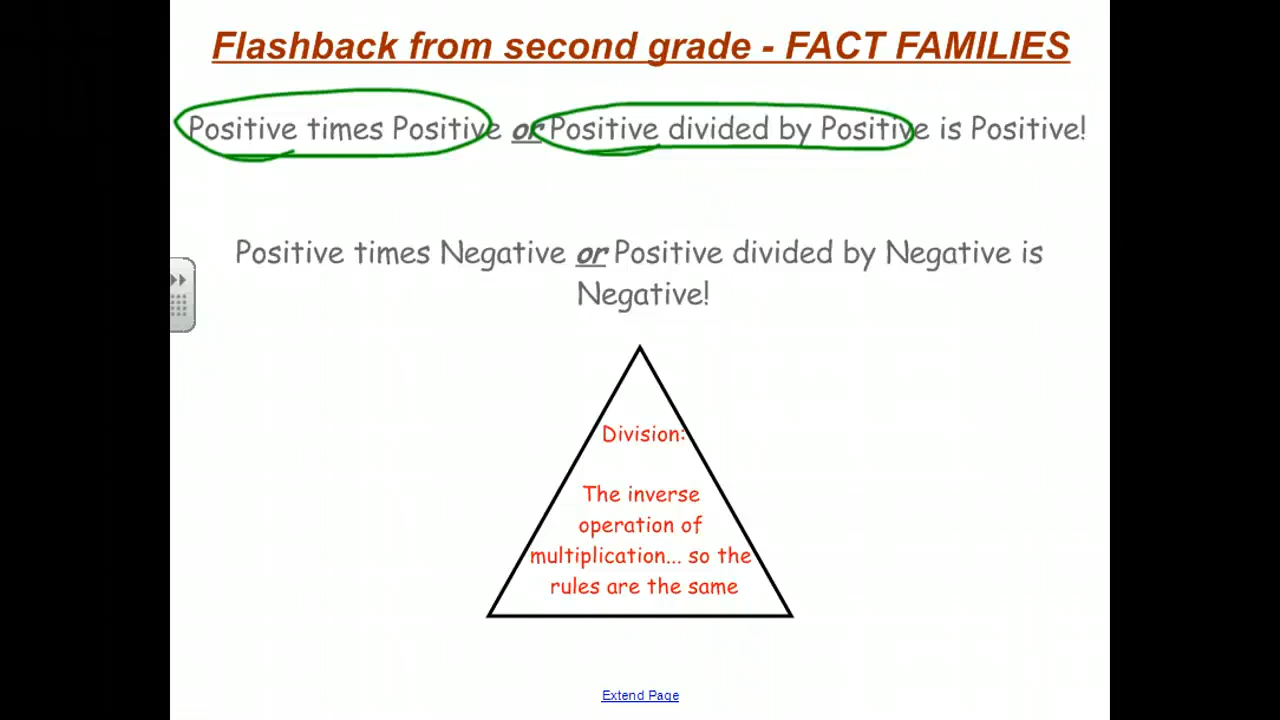 Flashback from second grade - FACT FAMILIES
Positive times Positive or Positive divided by Positive is Positive!
Positive times Negative or Positive divided by Negative is
Negative!
Division:
The inverse
operation of
multiplication... so the
rules are the same
Extend Page